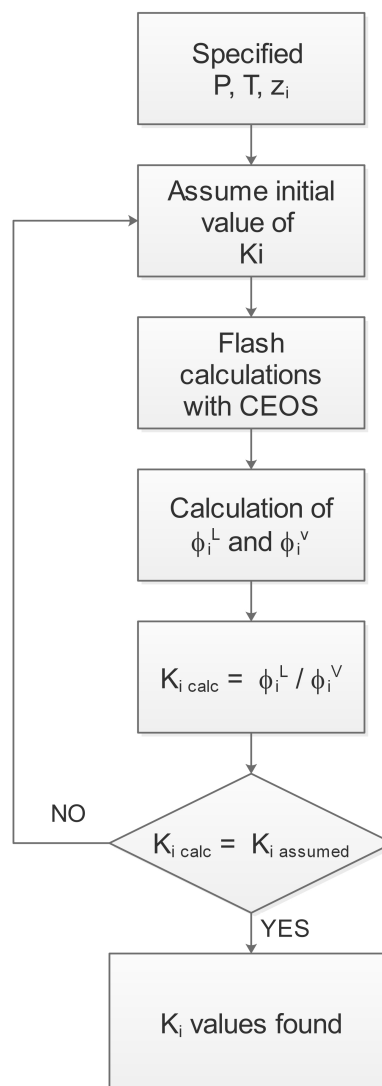 Specified
P, T, zᵢ
Assume initial
value of
Ki
Flash
calculations
with CEOS
Calculation of
ϕᵢᴸ and ϕᵢᵛ
Kᵢ calc = ϕᵢᴸ / ϕᵢⱽ
NO
Kᵢ calc = Kᵢ assumed
YES
Kᵢ values found